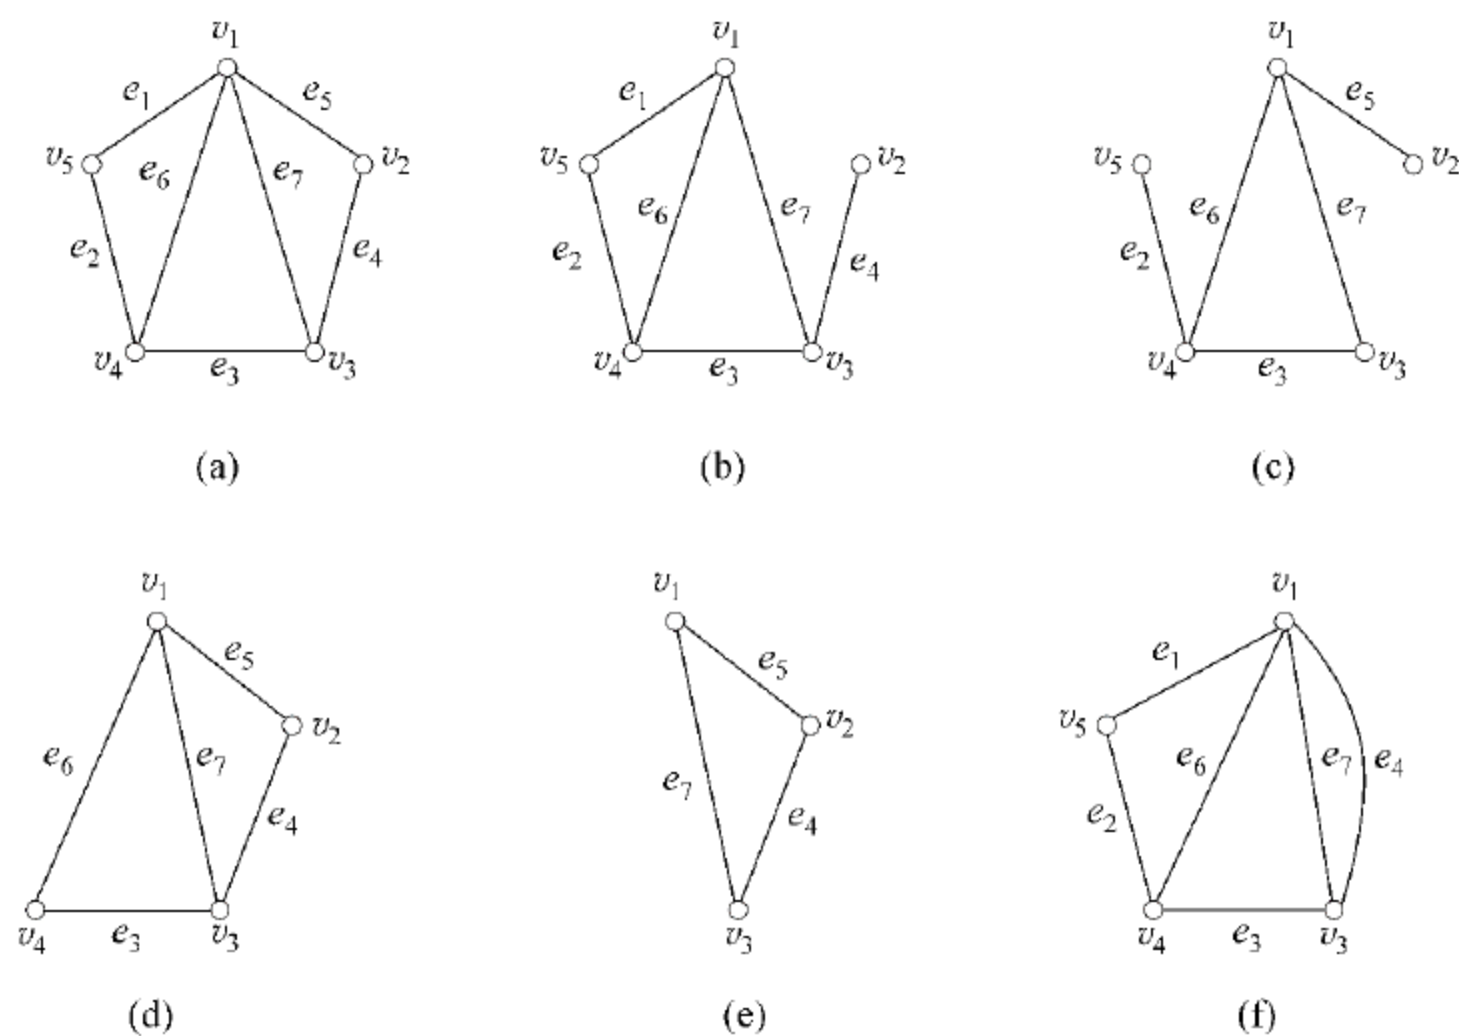 v₁ v₁ v₁
e₁ e₅ e₁ e₅
v₅ e₆ e₇ v₂ v₅ v₂ v₅ v₂
e₆ e₇ e₆ e₇
e₂ e₄ e₂ e₄ e₂
v₄ e₃ v₃ v₄ e₃ v₃ v₄ e₃ v₃
(a) (b) (c)
v₁ v₁ v₁
e₅ e₅ e₁
v₂ v₂ v₅
e₆ e₇ e₇ e₆ e₇ e₄
e₄ e₄ e₂
v₄ e₃ v₃ v₃ v₄ e₃ v₃
(d) (e) (f)